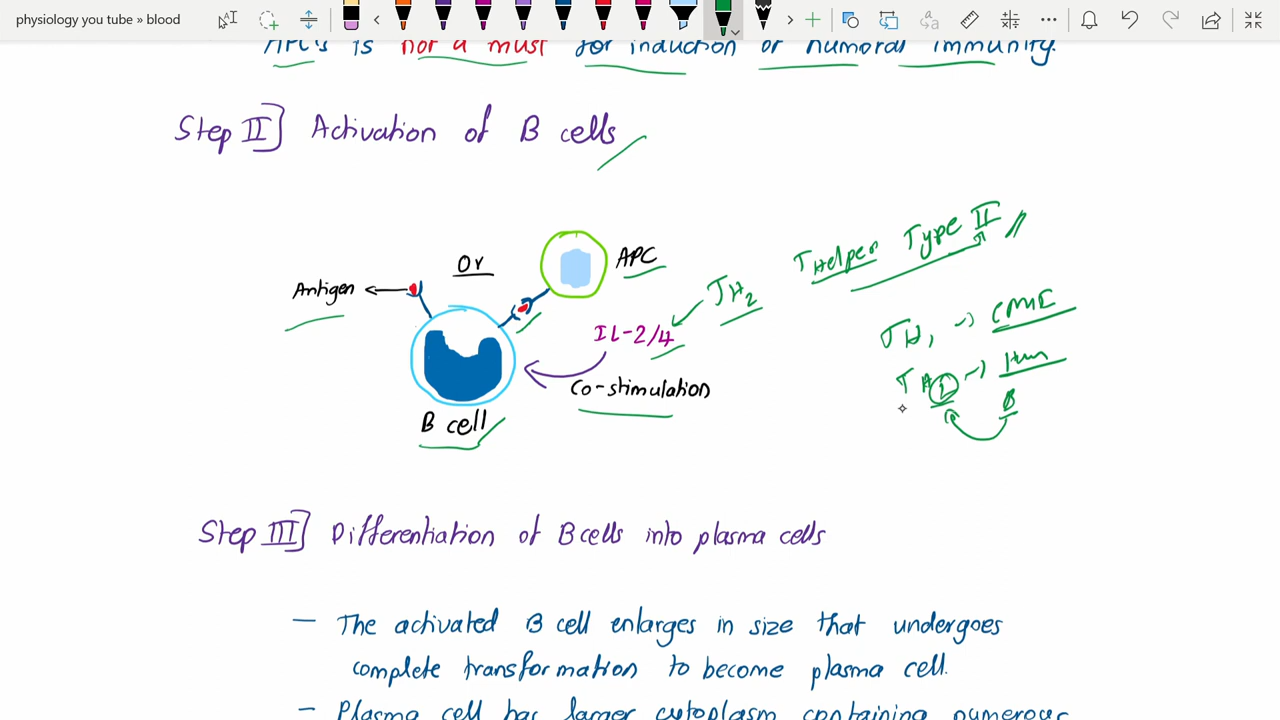 physiology you tube » blood
APC's is not a must for induction of humoral immunity.
Step II] Activation of B cells
THelper Type II
Or
APC
Antigen
TH2
IL-2/4
TH1 → CMI
Co-stimulation
TH2 → Hum
B
B cell
Step III] Differentiation of B cells into plasma cells
— The activated B cell enlarges in size that undergoes
complete transformation to become plasma cell.
— Plasma cell has larger cytoplasm containing numerous